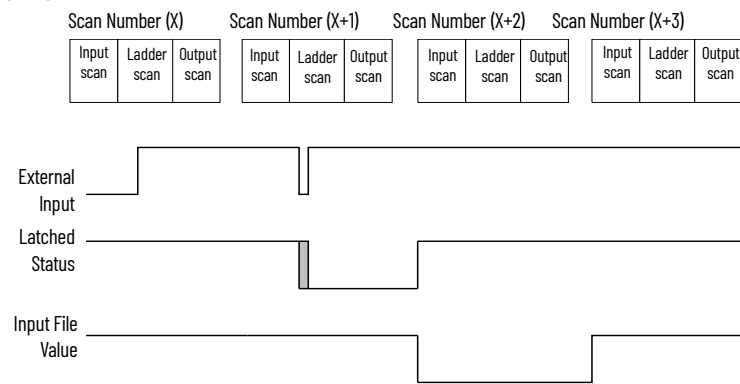 Scan Number (X)
Scan Number (X+1)
Scan Number (X+2)
Scan Number (X+3)
Input
scan
Ladder
scan
Output
scan
Input
scan
Ladder
scan
Output
scan
Input
scan
Ladder
scan
Output
scan
Input
scan
Ladder
scan
Output
scan
External
Input
Latched
Status
Input File
Value